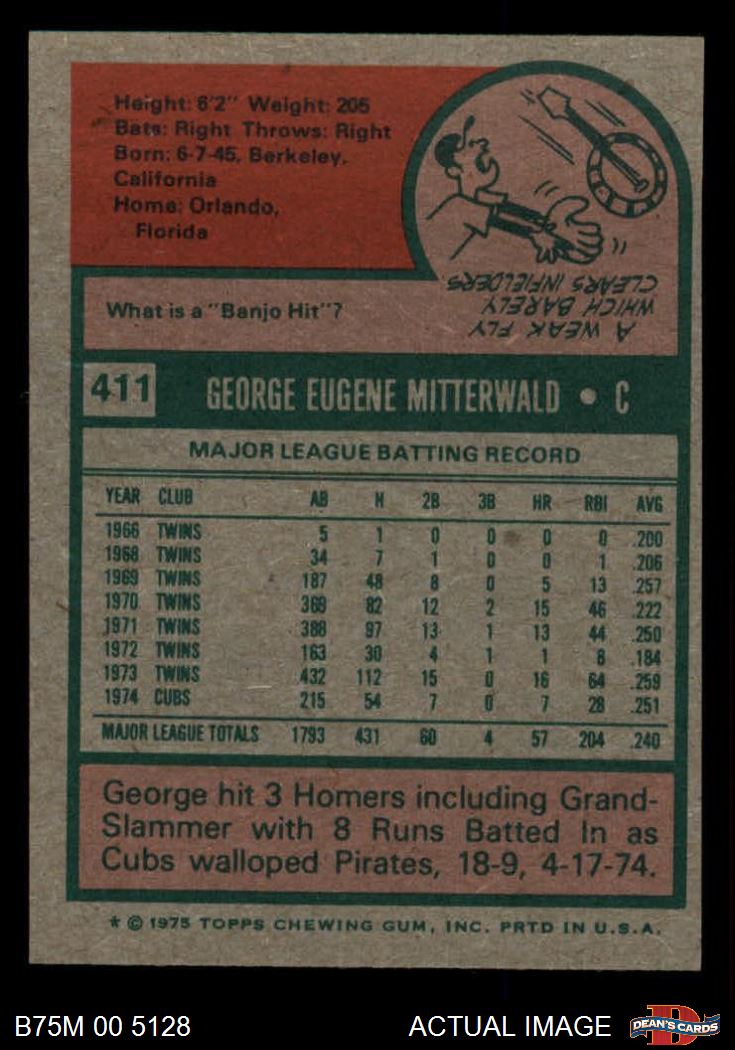 Height: 6'2" Weight: 205
Bats: Right Throws: Right
Born: 6-7-45, Berkeley,
California
Home: Orlando,
Florida
What is a "Banjo Hit"?
A WEAK FLY
WHICH BARELY
CLEARS INFIELDERS
411 GEORGE EUGENE MITTERWALD • C
MAJOR LEAGUE BATTING RECORD
YEAR CLUB AB H 2B 3B HR RBI AVG
1966 TWINS 5 1 0 0 0 0 .200
1968 TWINS 34 7 1 0 0 1 .206
1969 TWINS 187 48 8 0 5 13 .257
1970 TWINS 369 82 12 2 15 46 .222
1971 TWINS 388 97 13 1 13 44 .250
1972 TWINS 163 30 4 1 1 8 .184
1973 TWINS 432 112 15 0 16 64 .259
1974 CUBS 215 54 7 0 7 28 .251
MAJOR LEAGUE TOTALS 1793 431 60 4 57 204 .240
George hit 3 Homers including Grand-
Slammer with 8 Runs Batted In as
Cubs walloped Pirates, 18-9, 4-17-74.
* © 1975 TOPPS CHEWING GUM, INC. PRTD IN U.S.A.
B75M 00 5128 ACTUAL IMAGE
D
DEAN'S CARDS